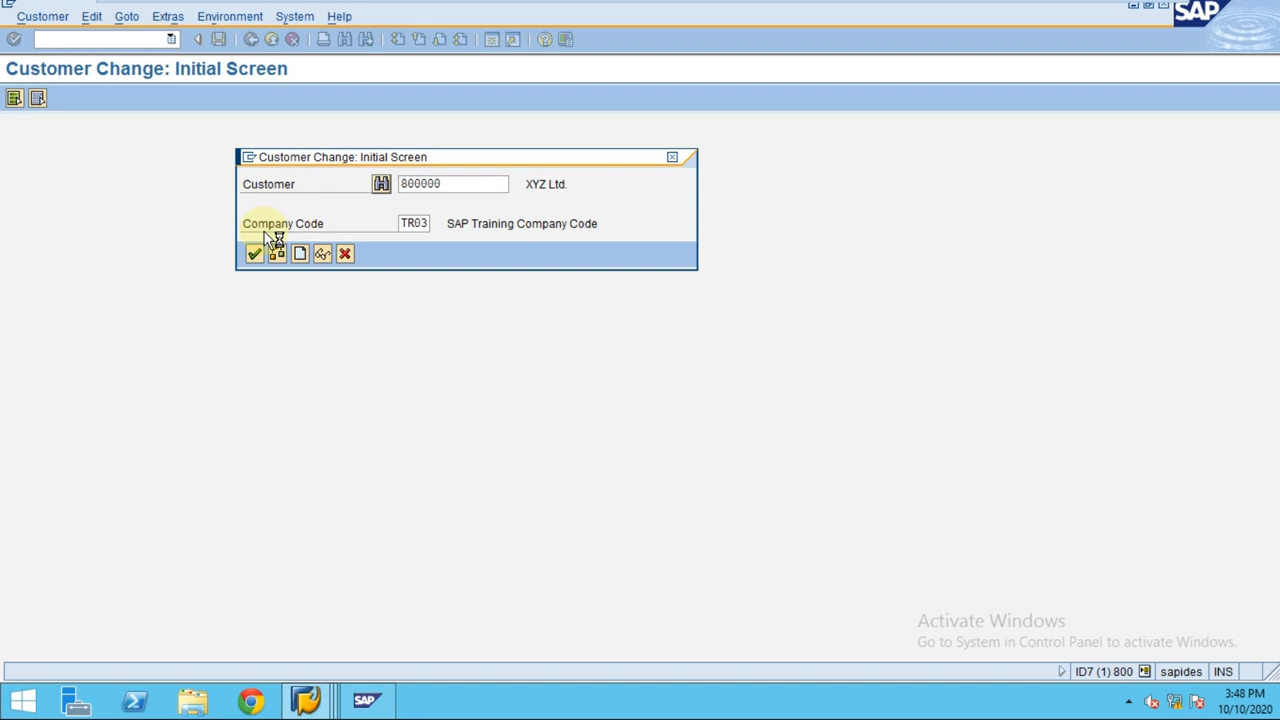 Customer Edit Goto Extras Environment System Help
SAP
Customer Change: Initial Screen
Customer Change: Initial Screen
Customer 800000 XYZ Ltd.
Company Code TR03 SAP Training Company Code
Activate Windows
Go to System in Control Panel to activate Windows.
ID7 (1) 800 sapides INS
SAP
3:48 PM
10/10/2020